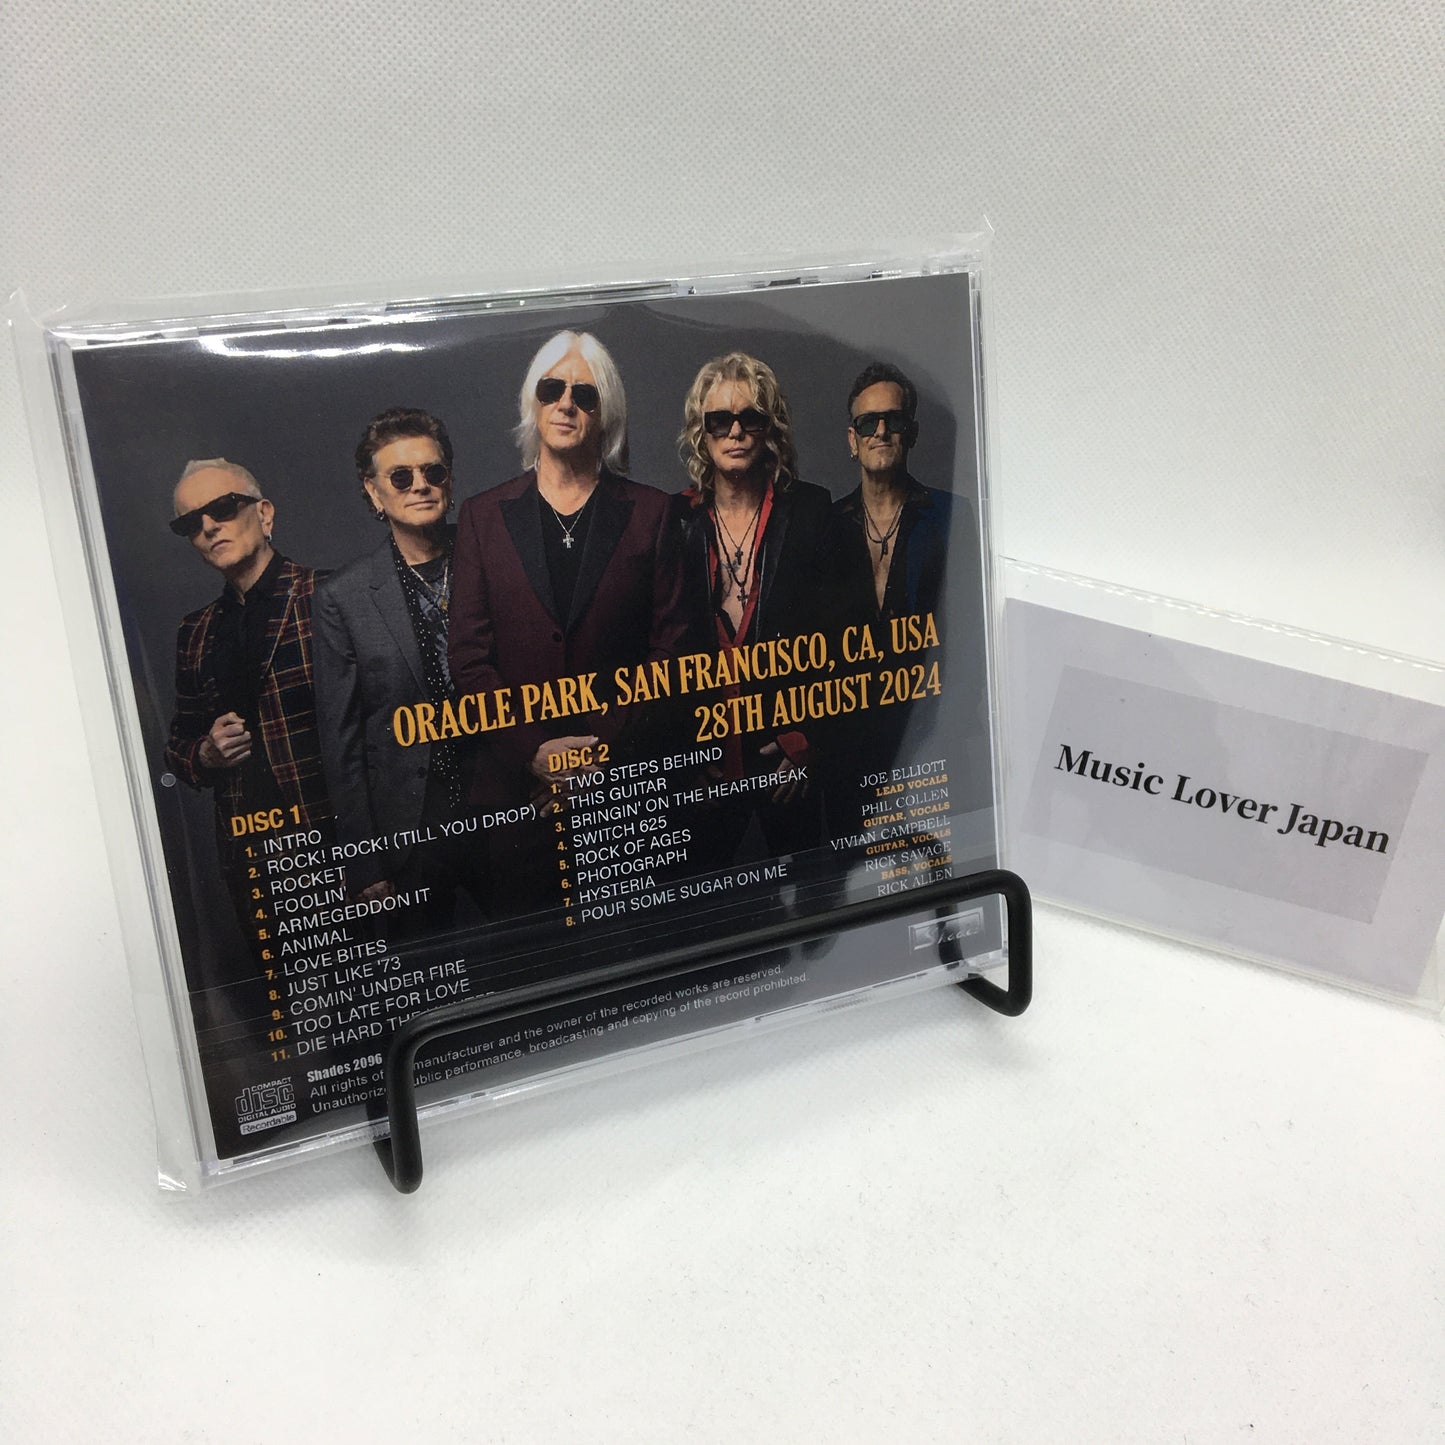 ORACLE PARK, SAN FRANCISCO, CA, USA
28TH AUGUST 2024
DISC 1
1. INTRO
2. ROCK! ROCK! (TILL YOU DROP)
3. ROCKET
4. FOOLIN'
5. ARMEGEDDON IT
6. ANIMAL
7. LOVE BITES
8. JUST LIKE '73
9. COMIN' UNDER FIRE
10. TOO LATE FOR LOVE
11. DIE HARD THE
DISC 2
1. TWO STEPS BEHIND
2. THIS GUITAR
3. BRINGIN' ON THE HEARTBREAK
4. SWITCH 625
5. ROCK OF AGES
6. PHOTOGRAPH
7. HYSTERIA
8. POUR SOME SUGAR ON ME
JOE ELLIOTT
LEAD VOCALS
PHIL COLLEN
GUITAR, VOCALS
VIVIAN CAMPBELL
GUITAR, VOCALS
RICK SAVAGE
BASS, VOCALS
RICK ALLEN
COMPACT
disc
DIGITAL AUDIO
Recordable
Shades 2096
All rights of manufacturer and the owner of the recorded works are reserved.
public performance, broadcasting and copying of the record prohibited.
Music Lover Japan